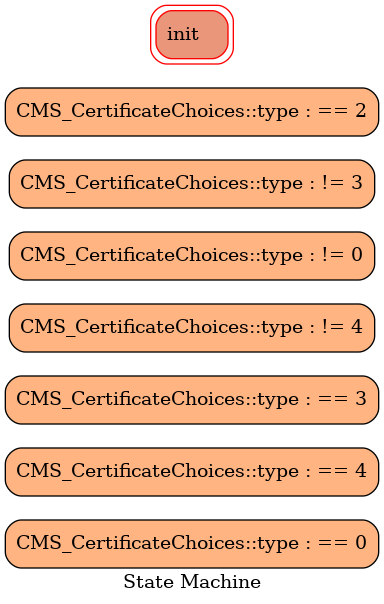 init
CMS_CertificateChoices::type : == 2
CMS_CertificateChoices::type : != 3
CMS_CertificateChoices::type : != 0
CMS_CertificateChoices::type : != 4
CMS_CertificateChoices::type : == 3
CMS_CertificateChoices::type : == 4
CMS_CertificateChoices::type : == 0
State Machine